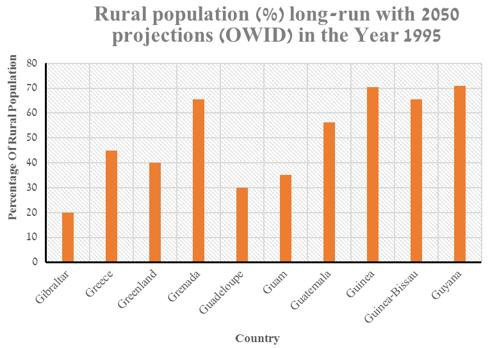 Rural population (%) long-run with 2050
projections (OWID) in the Year 1995
Percentage Of Rural Population
80
70
60
50
40
30
20
10
0
Gibraltar
Greece
Greenland
Grenada
Guadeloupe
Guam
Guatemala
Guinea
Guinea-Bissau
Guyana
Country